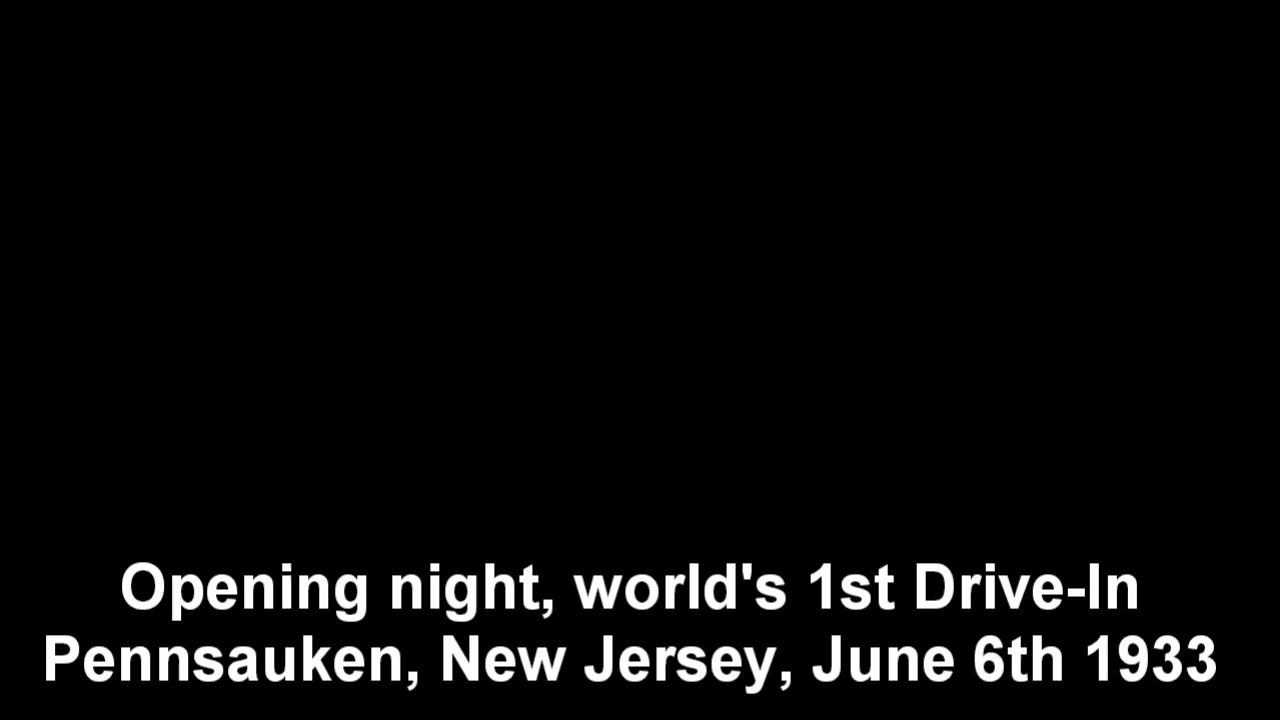 Opening night, world's 1st Drive-In
Pennsauken, New Jersey, June 6th 1933